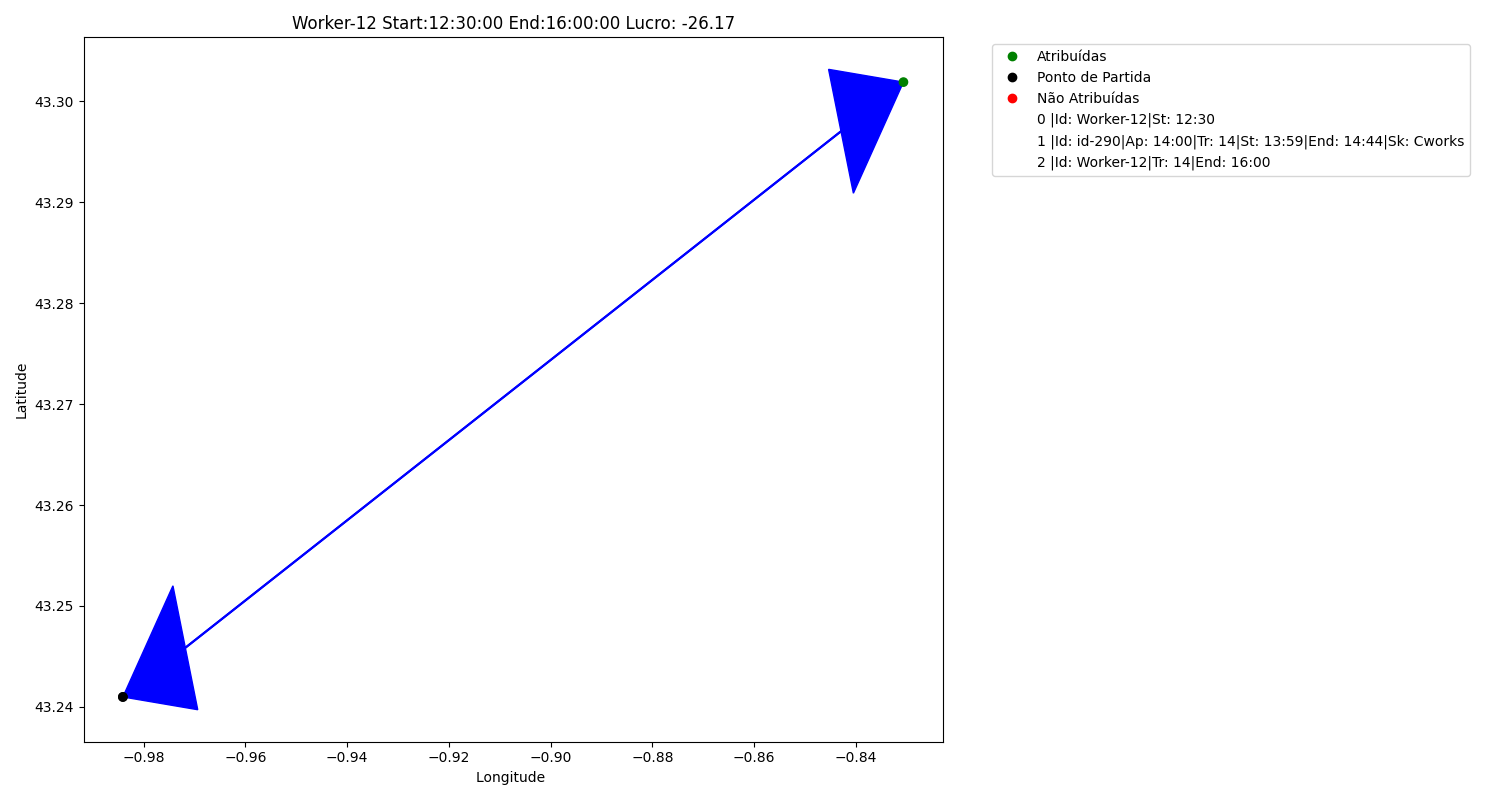 Worker-12 Start:12:30:00 End:16:00:00 Lucro: -26.17
Atribuídas
Ponto de Partida
Não Atribuídas
0 |Id: Worker-12|St: 12:30
1 |Id: id-290|Ap: 14:00|Tr: 14|St: 13:59|End: 14:44|Sk: Cworks
2 |Id: Worker-12|Tr: 14|End: 16:00
43.30
43.29
43.28
43.27
43.26
43.25
43.24
Latitude
−0.98
−0.96
−0.94
−0.92
−0.90
−0.88
−0.86
−0.84
Longitude